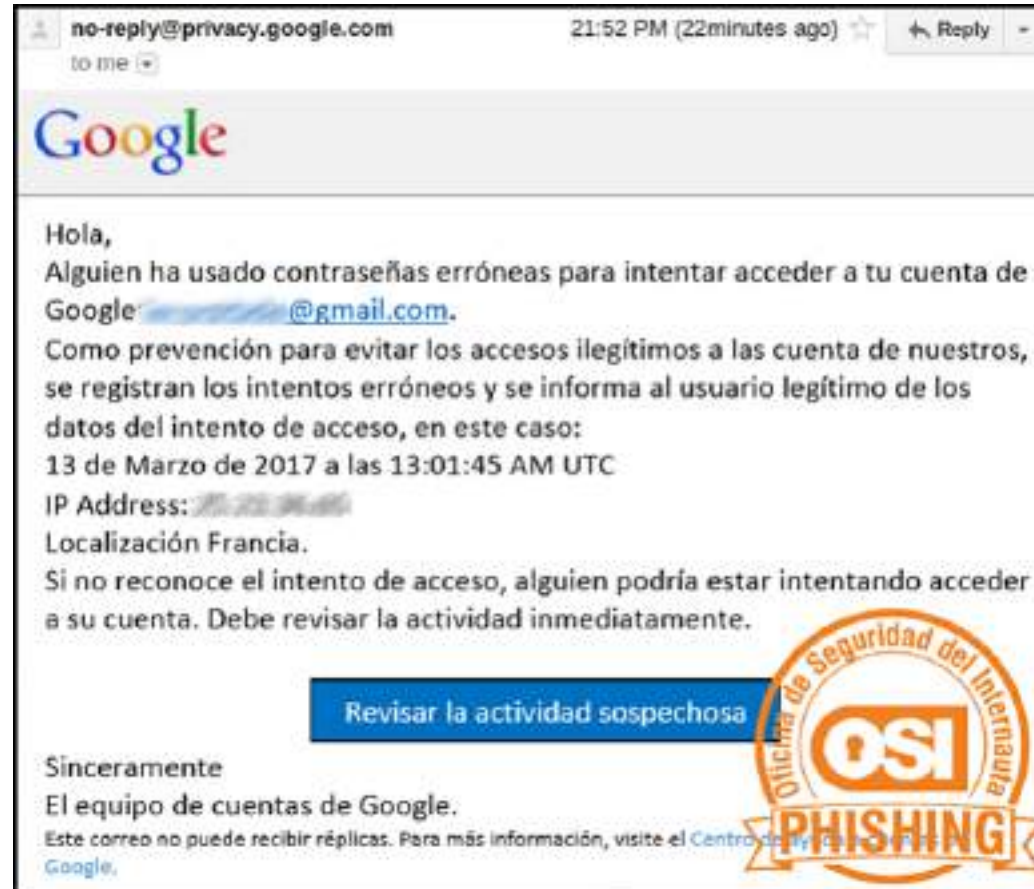 no-reply@privacy.google.com 21:52 PM (22minutes ago) Reply
to me
Google
Hola,
Alguien ha usado contraseñas erróneas para intentar acceder a tu cuenta de
Google @gmail.com.
Como prevención para evitar los accesos ilegítimos a las cuenta de nuestros,
se registran los intentos erróneos y se informa al usuario legítimo de los
datos del intento de acceso, en este caso:
13 de Marzo de 2017 a las 13:01:45 AM UTC
IP Address:
Localización Francia.
Si no reconoce el intento de acceso, alguien podría estar intentando acceder
a su cuenta. Debe revisar la actividad inmediatamente.
Revisar la actividad sospechosa
Sinceramente
El equipo de cuentas de Google.
Este correo no puede recibir réplicas. Para más información, visite el Centro
Google.
Oficina de Seguridad del Internauta
OSI
PHISHING